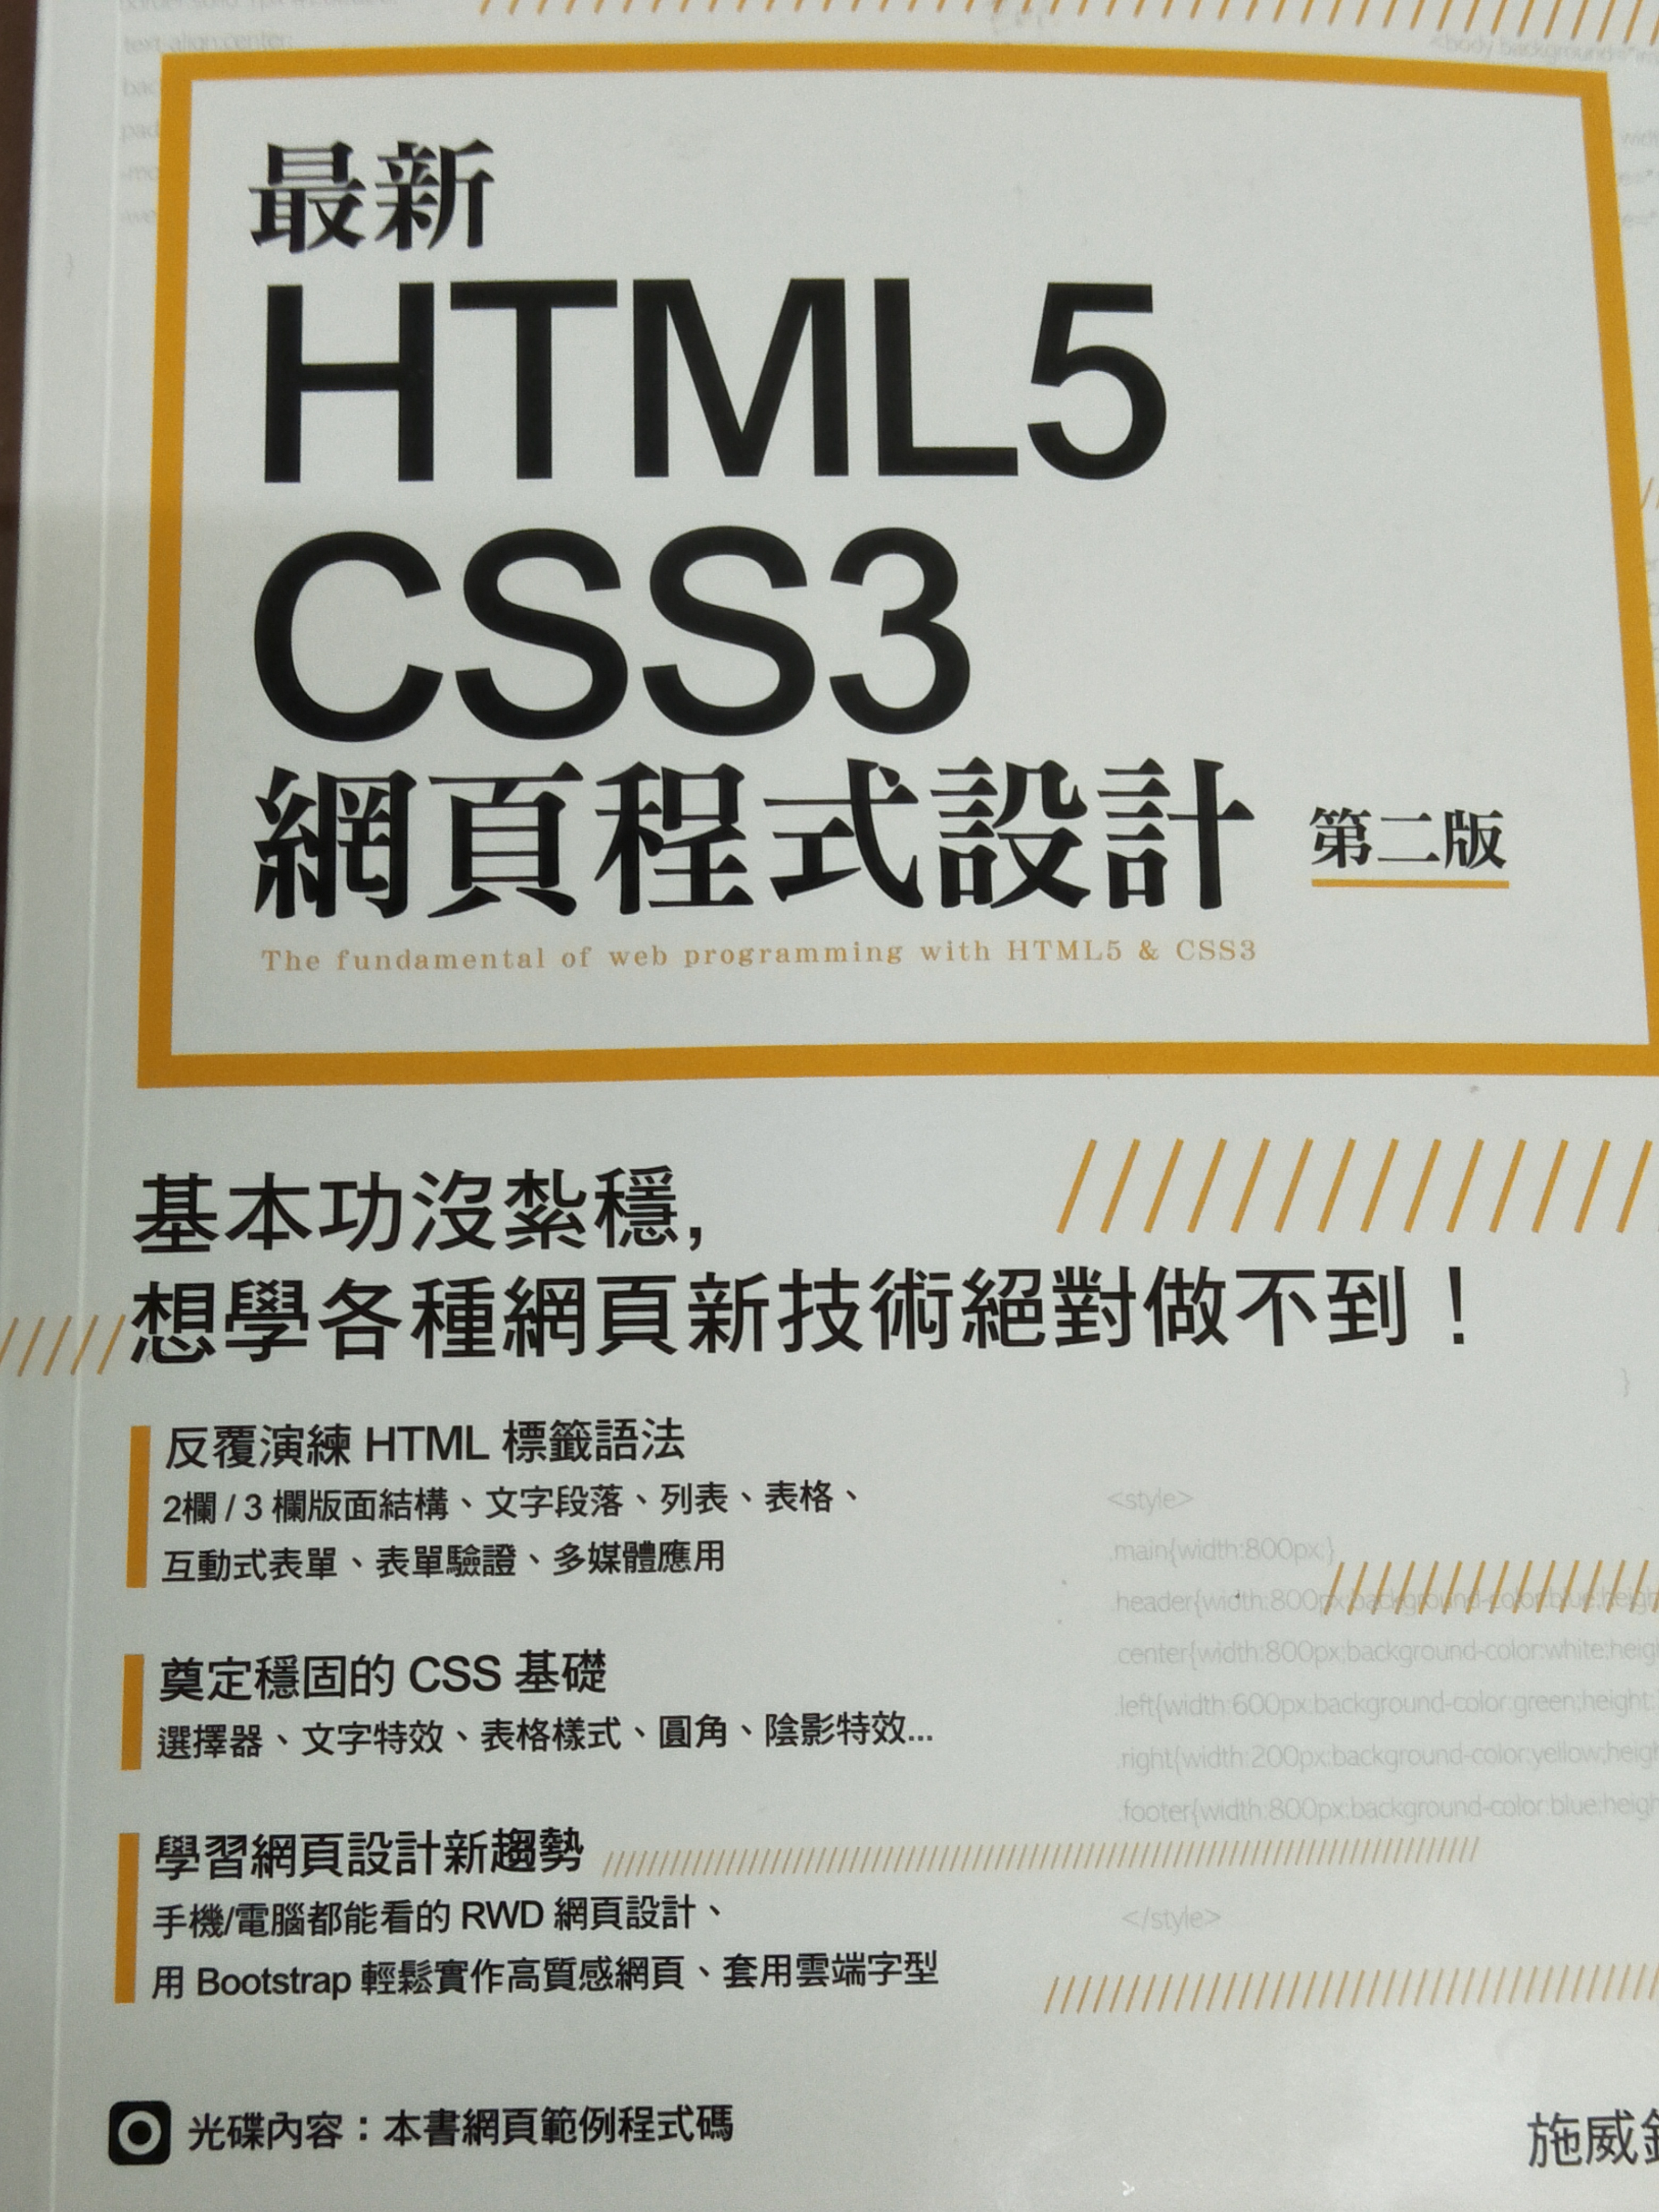 text-align:center;
<body background="im
最新
HTML5
CSS3
網頁程式設計 第二版
The fundamental of web programming with HTML5 & CSS3
基本功沒紮穩,
想學各種網頁新技術絕對做不到！
反覆演練 HTML 標籤語法
2欄 / 3 欄版面結構、文字段落、列表、表格、
互動式表單、表單驗證、多媒體應用
奠定穩固的 CSS 基礎
選擇器、文字特效、表格樣式、圓角、陰影特效...
學習網頁設計新趨勢
手機/電腦都能看的 RWD 網頁設計、
用 Bootstrap 輕鬆實作高質感網頁、套用雲端字型
<style>
.main{width:800px;}
.header{width:800px;background-color:blue;heigh
.center{width:800px;background-color:white;heig
.left{width:600px;background-color:green;height:
.right{width:200px;background-color:yellow;heigh
.footer{width:800px;background-color:blue;heigh
</style>
光碟內容：本書網頁範例程式碼
施威